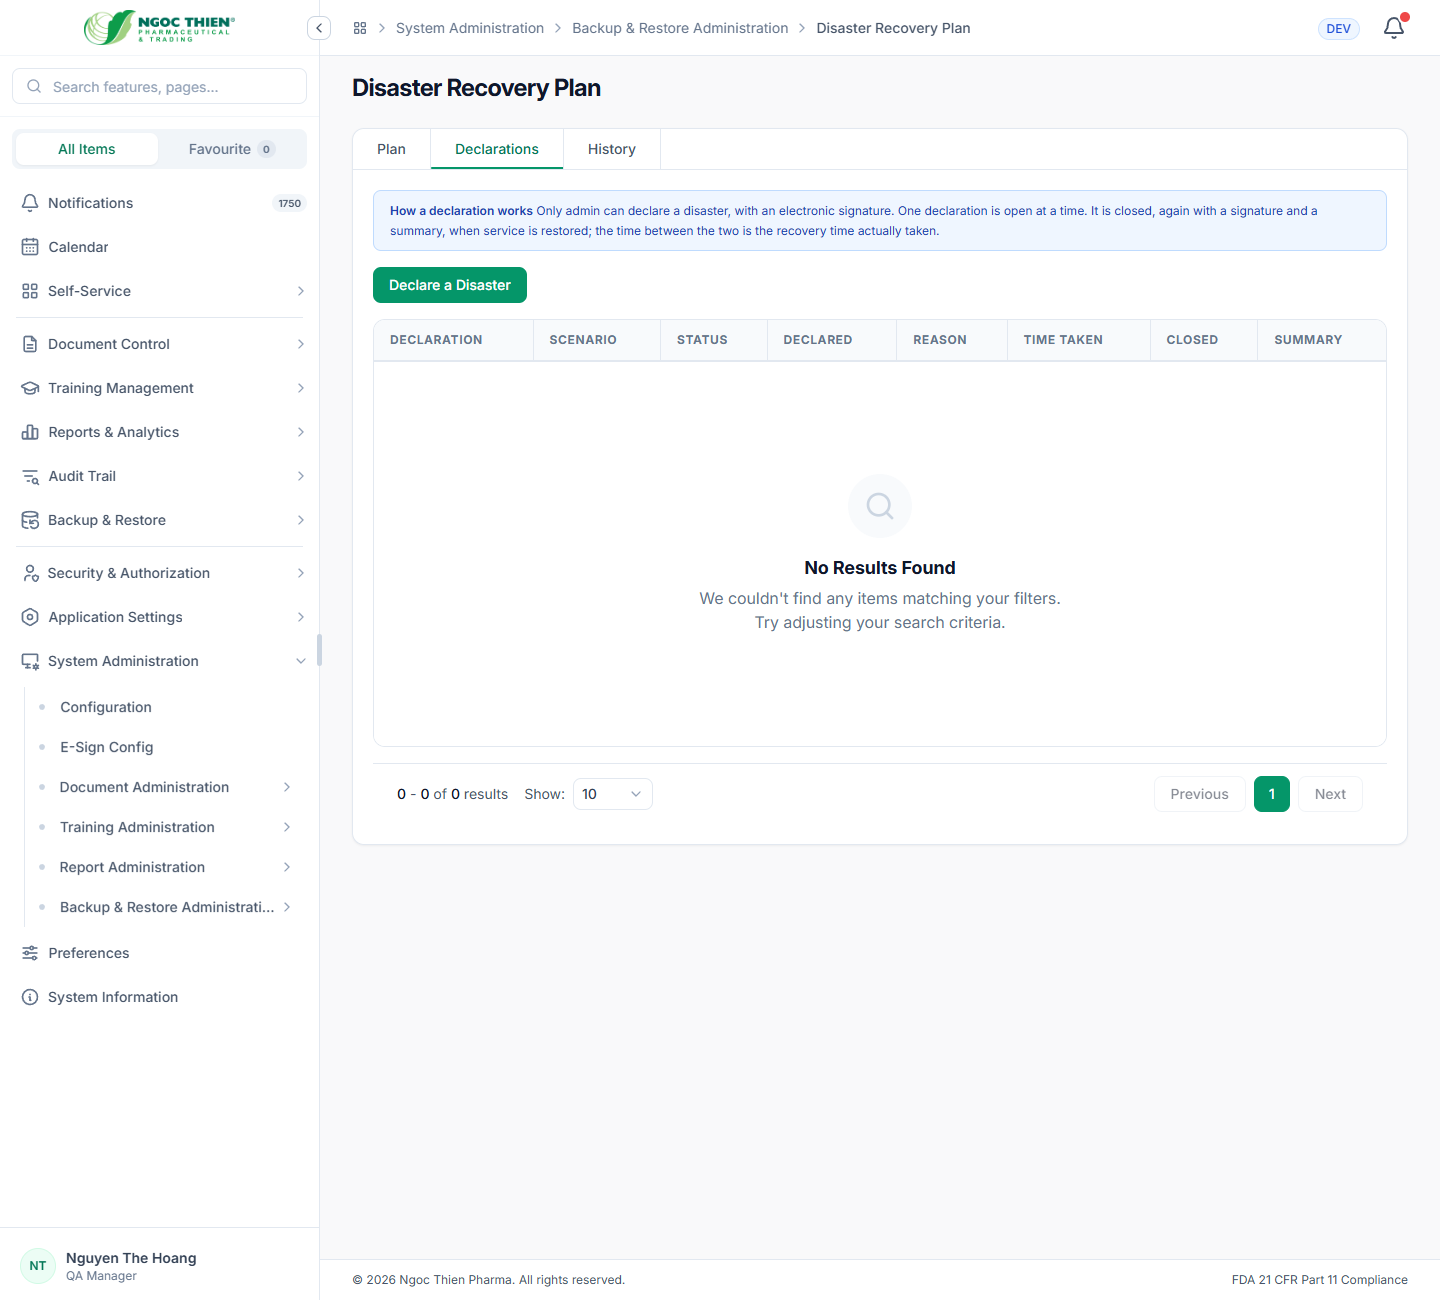 NGOC THIEN®
PHARMACEUTICAL
& TRADING
Search features, pages...
All Items
Favourite 0
Notifications 1750
Calendar
Self-Service
Document Control
Training Management
Reports & Analytics
Audit Trail
Backup & Restore
Security & Authorization
Application Settings
System Administration
Configuration
E-Sign Config
Document Administration
Training Administration
Report Administration
Backup & Restore Administrati...
Preferences
System Information
NT
Nguyen The Hoang
QA Manager
System Administration > Backup & Restore Administration > Disaster Recovery Plan
DEV
Disaster Recovery Plan
Plan
Declarations
History
How a declaration works Only admin can declare a disaster, with an electronic signature. One declaration is open at a time. It is closed, again with a signature and a
summary, when service is restored; the time between the two is the recovery time actually taken.
Declare a Disaster
DECLARATION SCENARIO STATUS DECLARED REASON TIME TAKEN CLOSED SUMMARY
No Results Found
We couldn't find any items matching your filters.
Try adjusting your search criteria.
0 - 0 of 0 results Show: 10
Previous 1 Next
© 2026 Ngoc Thien Pharma. All rights reserved.
FDA 21 CFR Part 11 Compliance